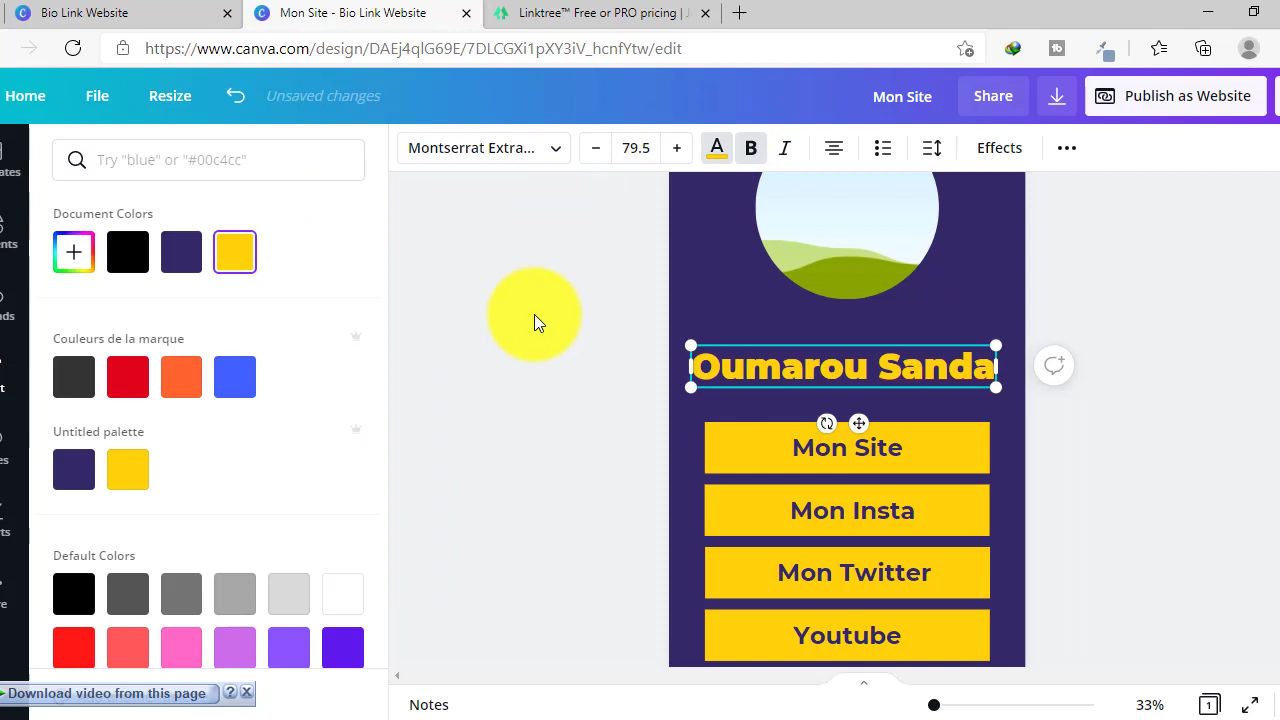 Bio Link Website
Mon Site - Bio Link Website
Linktree™ Free or PRO pricing | J
https://www.canva.com/design/DAEj4qlG69E/7DLCGXi1pXY3iV_hcnfYtw/edit
Home
File
Resize
Unsaved changes
Mon Site
Share
Publish as Website
Try "Blue" or "#00c4cc"
Montserrat Extra...
79.5
A
B
I
Effects
Document Colors
Couleurs de la marque
Untitled palette
Default Colors
Oumarou Sanda
Mon Site
Mon Insta
Mon Twitter
Youtube
Download video from this page
?
X
Notes
33%
1